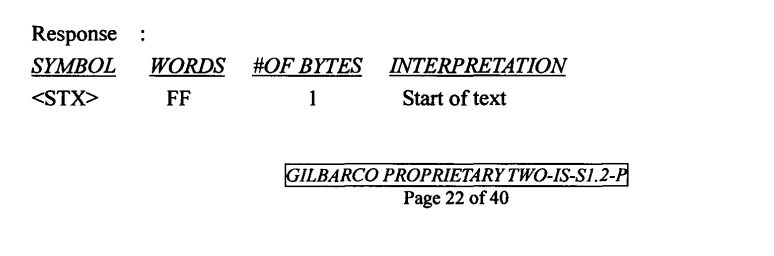 Response :
SYMBOL WORDS #OF BYTES INTERPRETATION
<STX> FF 1 Start of text
GILBARCO PROPRIETARY TWO-IS-S1.2-P
Page 22 of 40